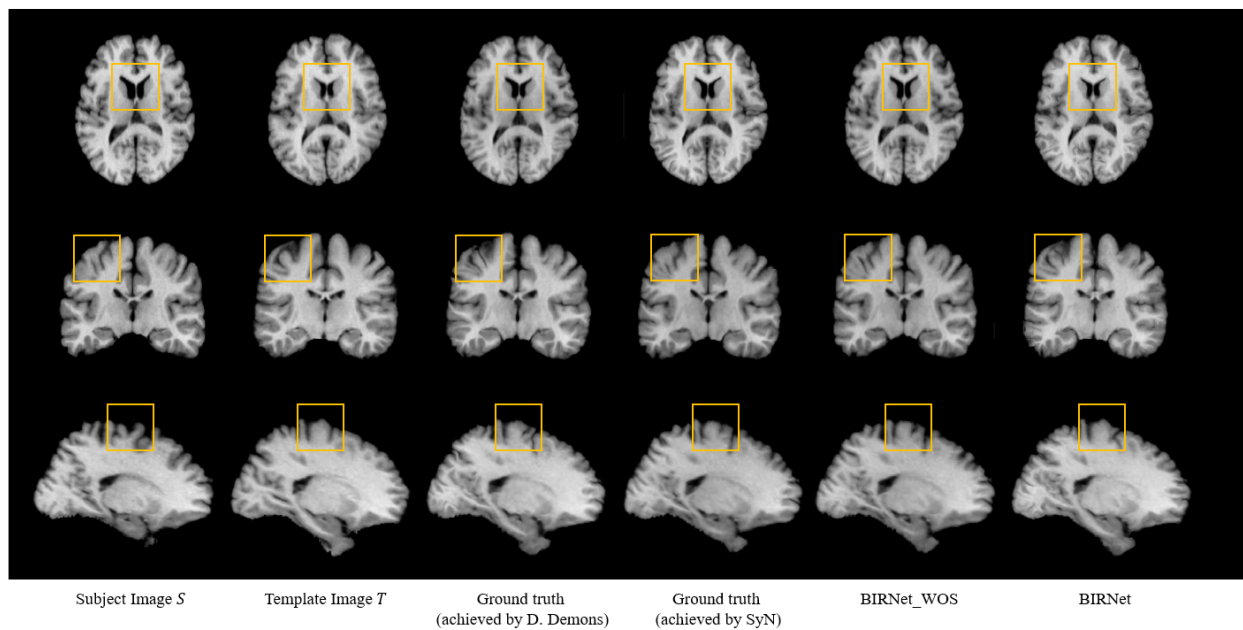 Subject Image S
Template Image T
Ground truth
(achieved by D. Demons)
Ground truth
(achieved by SyN)
BIRNet_WOS
BIRNet